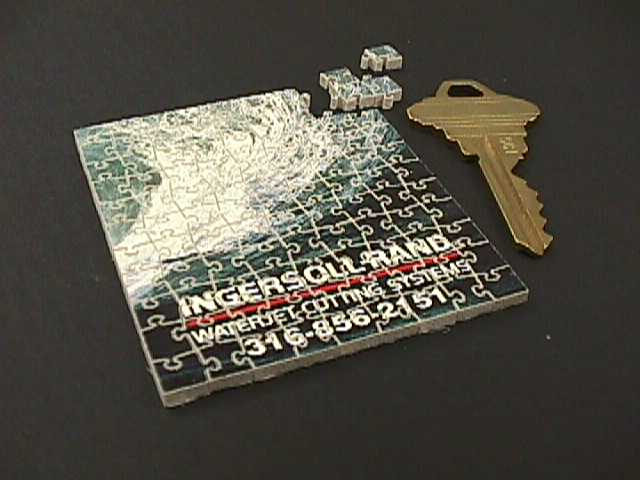 INGERSOLL-RAND
WATERJET CUTTING SYSTEMS
316-856-2151